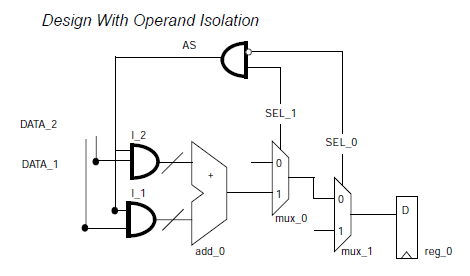 Design With Operand Isolation
AS
SEL_1
DATA_2
I_2
SEL_0
DATA_1
+
0
I_1
1
0
D
mux_0
1
add_0
mux_1
reg_0